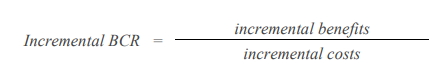 incremental benefits
Incremental BCR =
incremental costs